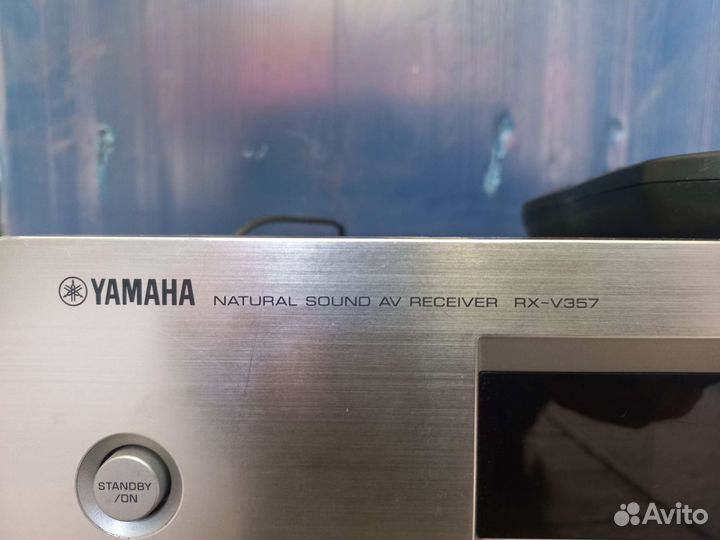 YAMAHA NATURAL SOUND AV RECEIVER RX-V357
STANDBY
/ON
Avito